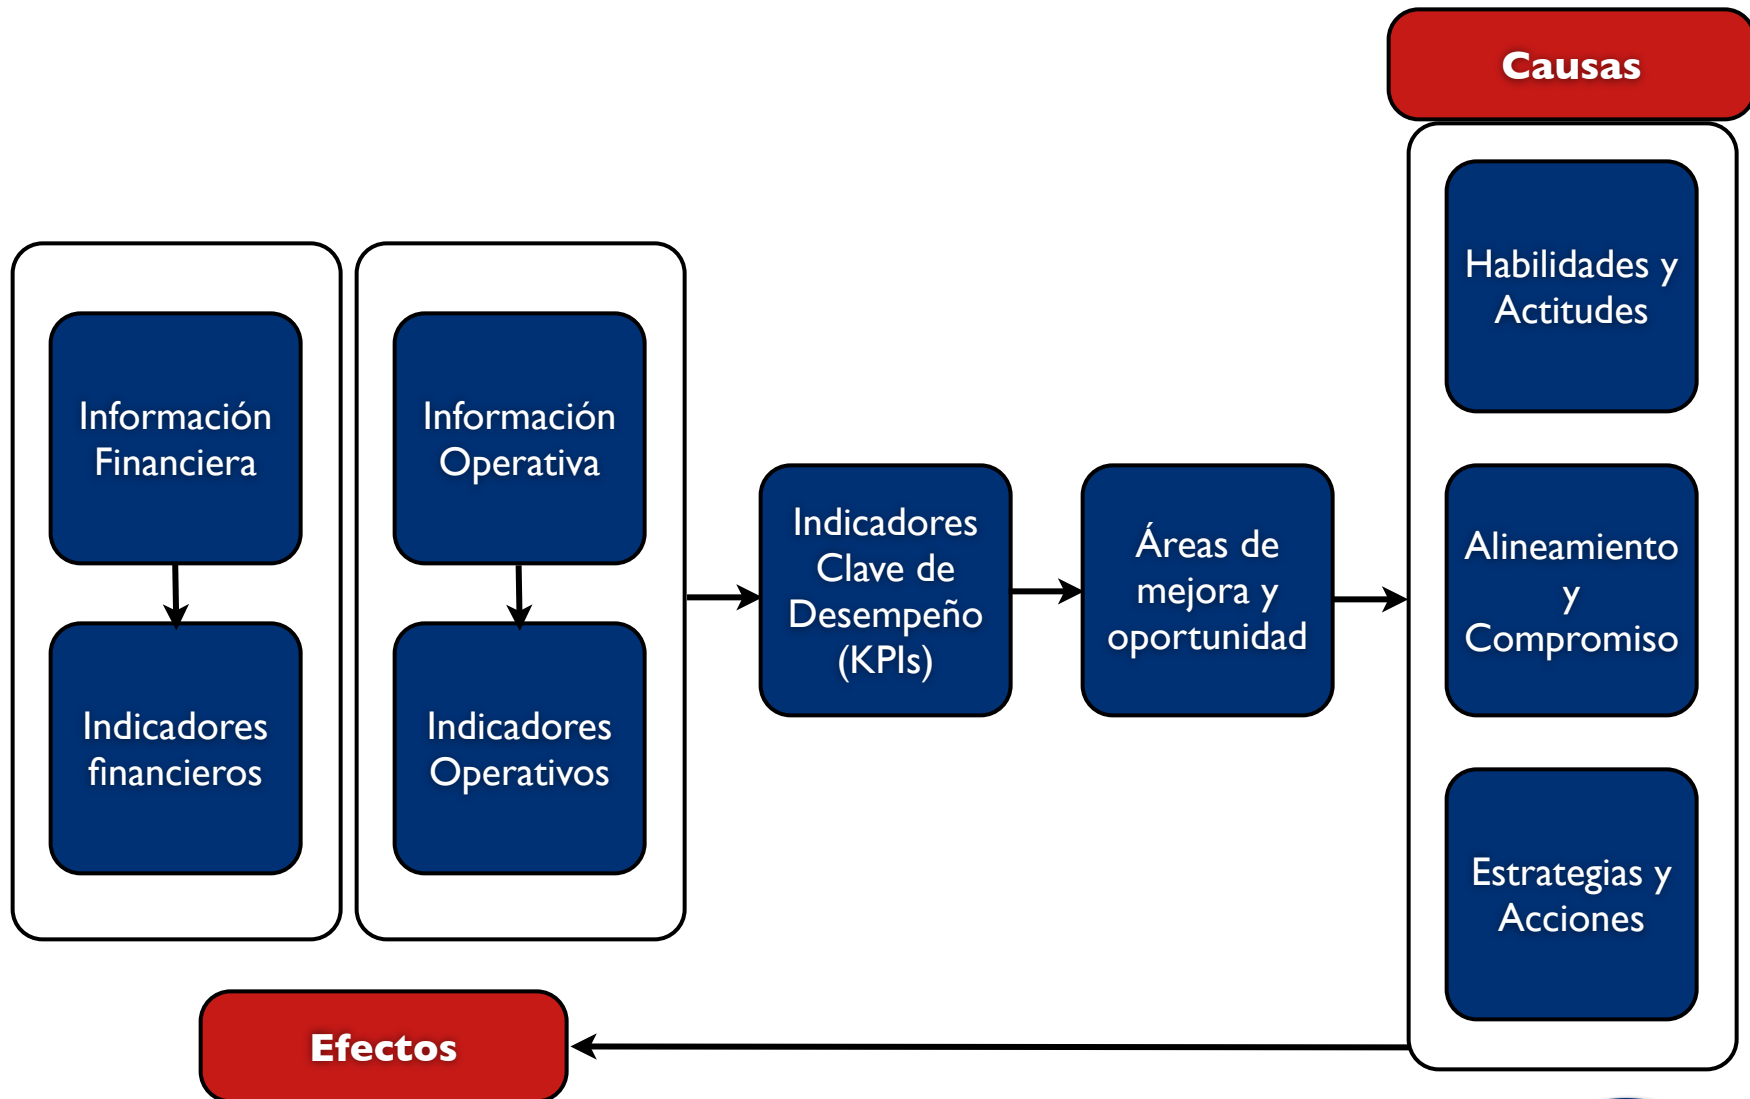 Causas
Habilidades y
Actitudes
Información
Financiera
Información
Operativa
Indicadores
Clave de
Desempeño
(KPIs)
Áreas de
mejora y
oportunidad
Alineamiento
y
Compromiso
Indicadores
financieros
Indicadores
Operativos
Estrategias y
Acciones
Efectos